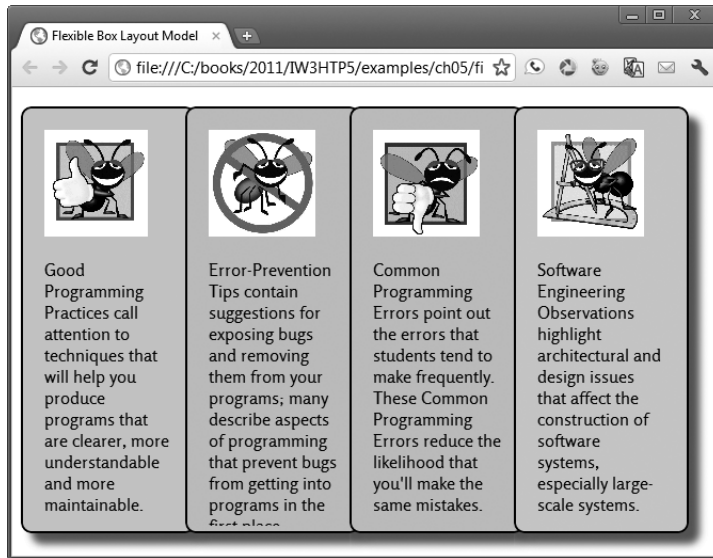 Flexible Box Layout Model
file:///C:/books/2011/IW3HTP5/examples/ch05/fi
Good
Programming
Practices call
attention to
techniques that
will help you
produce
programs that
are clearer, more
understandable
and more
maintainable.
Error-Prevention
Tips contain
suggestions for
exposing bugs
and removing
them from your
programs; many
describe aspects
of programming
that prevent bugs
from getting into
programs in the
first place.
Common
Programming
Errors point out
the errors that
students tend to
make frequently.
These Common
Programming
Errors reduce the
likelihood that
you'll make the
same mistakes.
Software
Engineering
Observations
highlight
architectural and
design issues
that affect the
construction of
software
systems,
especially large-
scale systems.